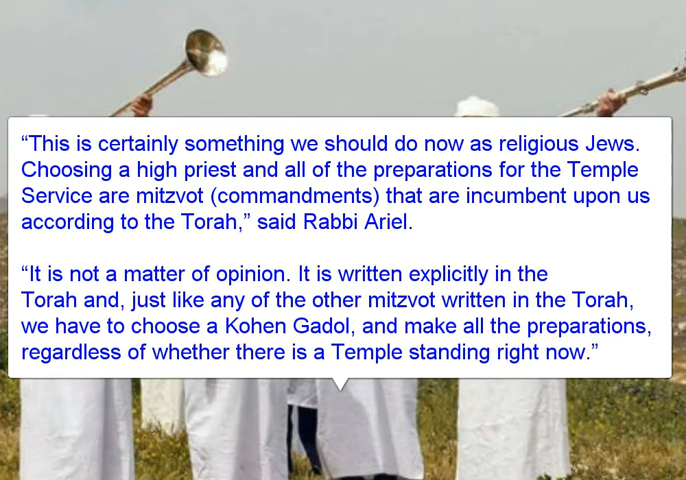 “This is certainly something we should do now as religious Jews.
Choosing a high priest and all of the preparations for the Temple
Service are mitzvot (commandments) that are incumbent upon us
according to the Torah,” said Rabbi Ariel.
“It is not a matter of opinion. It is written explicitly in the
Torah and, just like any of the other mitzvot written in the Torah,
we have to choose a Kohen Gadol, and make all the preparations,
regardless of whether there is a Temple standing right now.”